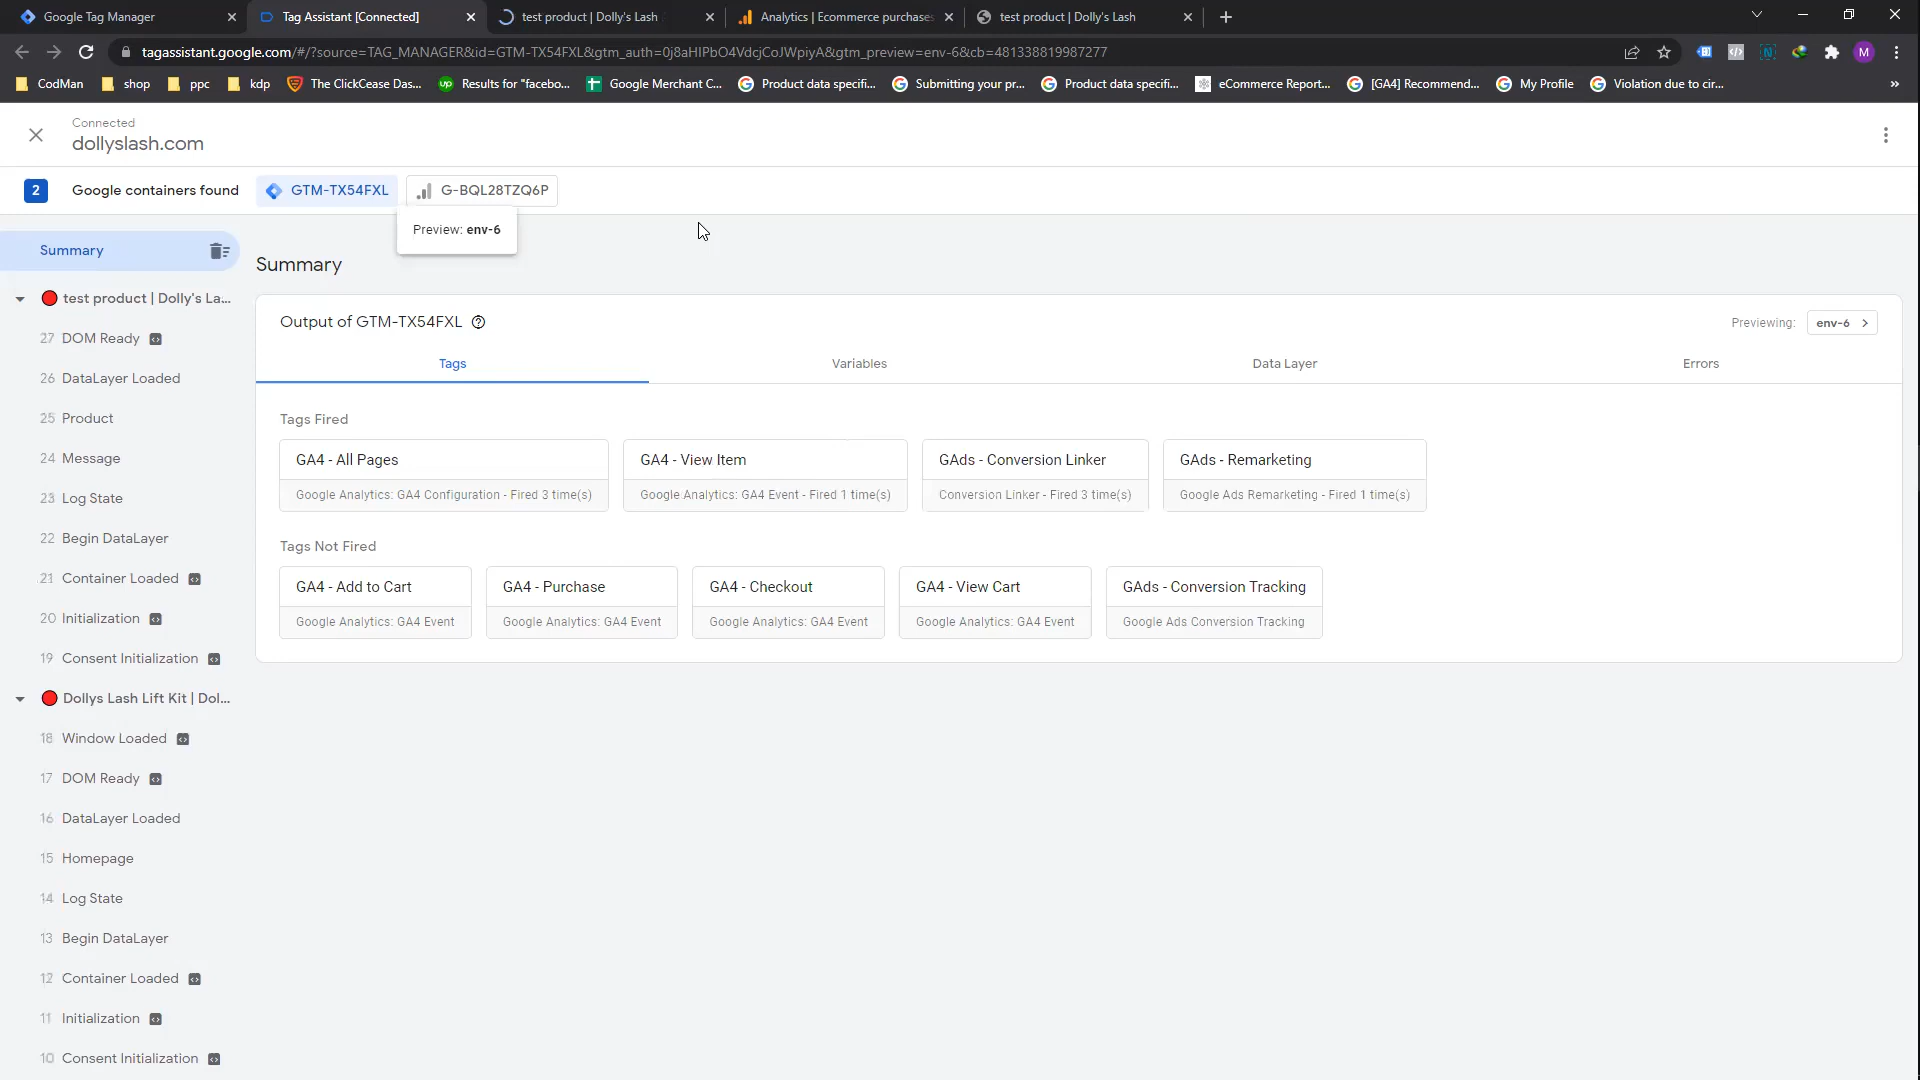 Google Tag Manager
Tag Assistant [Connected]
test product | Dolly's Lash
Analytics | Ecommerce purchases
test product | Dolly's Lash
tagassistant.google.com/#/?source=TAG_MANAGER&id=GTM-TX54FXL&gtm_auth=0j8aHIPbO4VdcjCoJWpiyA&gtm_preview=env-6&cb=481338819987277
M
CodMan
shop
ppc
kdp
The ClickCease Das...
up
Results for "facebo...
Google Merchant C...
Product data specifi...
Submitting your pr...
Product data specifi...
eCommerce Report...
[GA4] Recommend...
My Profile
Violation due to cir...
»
Connected
dollyslash.com
2
Google containers found
GTM-TX54FXL
G-BQL28TZQ6P
Preview: env-6
Summary
test product | Dolly's La...
27 DOM Ready
26 DataLayer Loaded
25 Product
24 Message
23 Log State
22 Begin DataLayer
21 Container Loaded
20 Initialization
19 Consent Initialization
Dollys Lash Lift Kit | Dol...
18 Window Loaded
17 DOM Ready
16 DataLayer Loaded
15 Homepage
14 Log State
13 Begin DataLayer
12 Container Loaded
11 Initialization
10 Consent Initialization
Summary
Output of GTM-TX54FXL
Previewing: env-6
Tags
Variables
Data Layer
Errors
Tags Fired
GA4 - All Pages
Google Analytics: GA4 Configuration - Fired 3 time(s)
GA4 - View Item
Google Analytics: GA4 Event - Fired 1 time(s)
GAds - Conversion Linker
Conversion Linker - Fired 3 time(s)
GAds - Remarketing
Google Ads Remarketing - Fired 1 time(s)
Tags Not Fired
GA4 - Add to Cart
Google Analytics: GA4 Event
GA4 - Purchase
Google Analytics: GA4 Event
GA4 - Checkout
Google Analytics: GA4 Event
GA4 - View Cart
Google Analytics: GA4 Event
GAds - Conversion Tracking
Google Ads Conversion Tracking